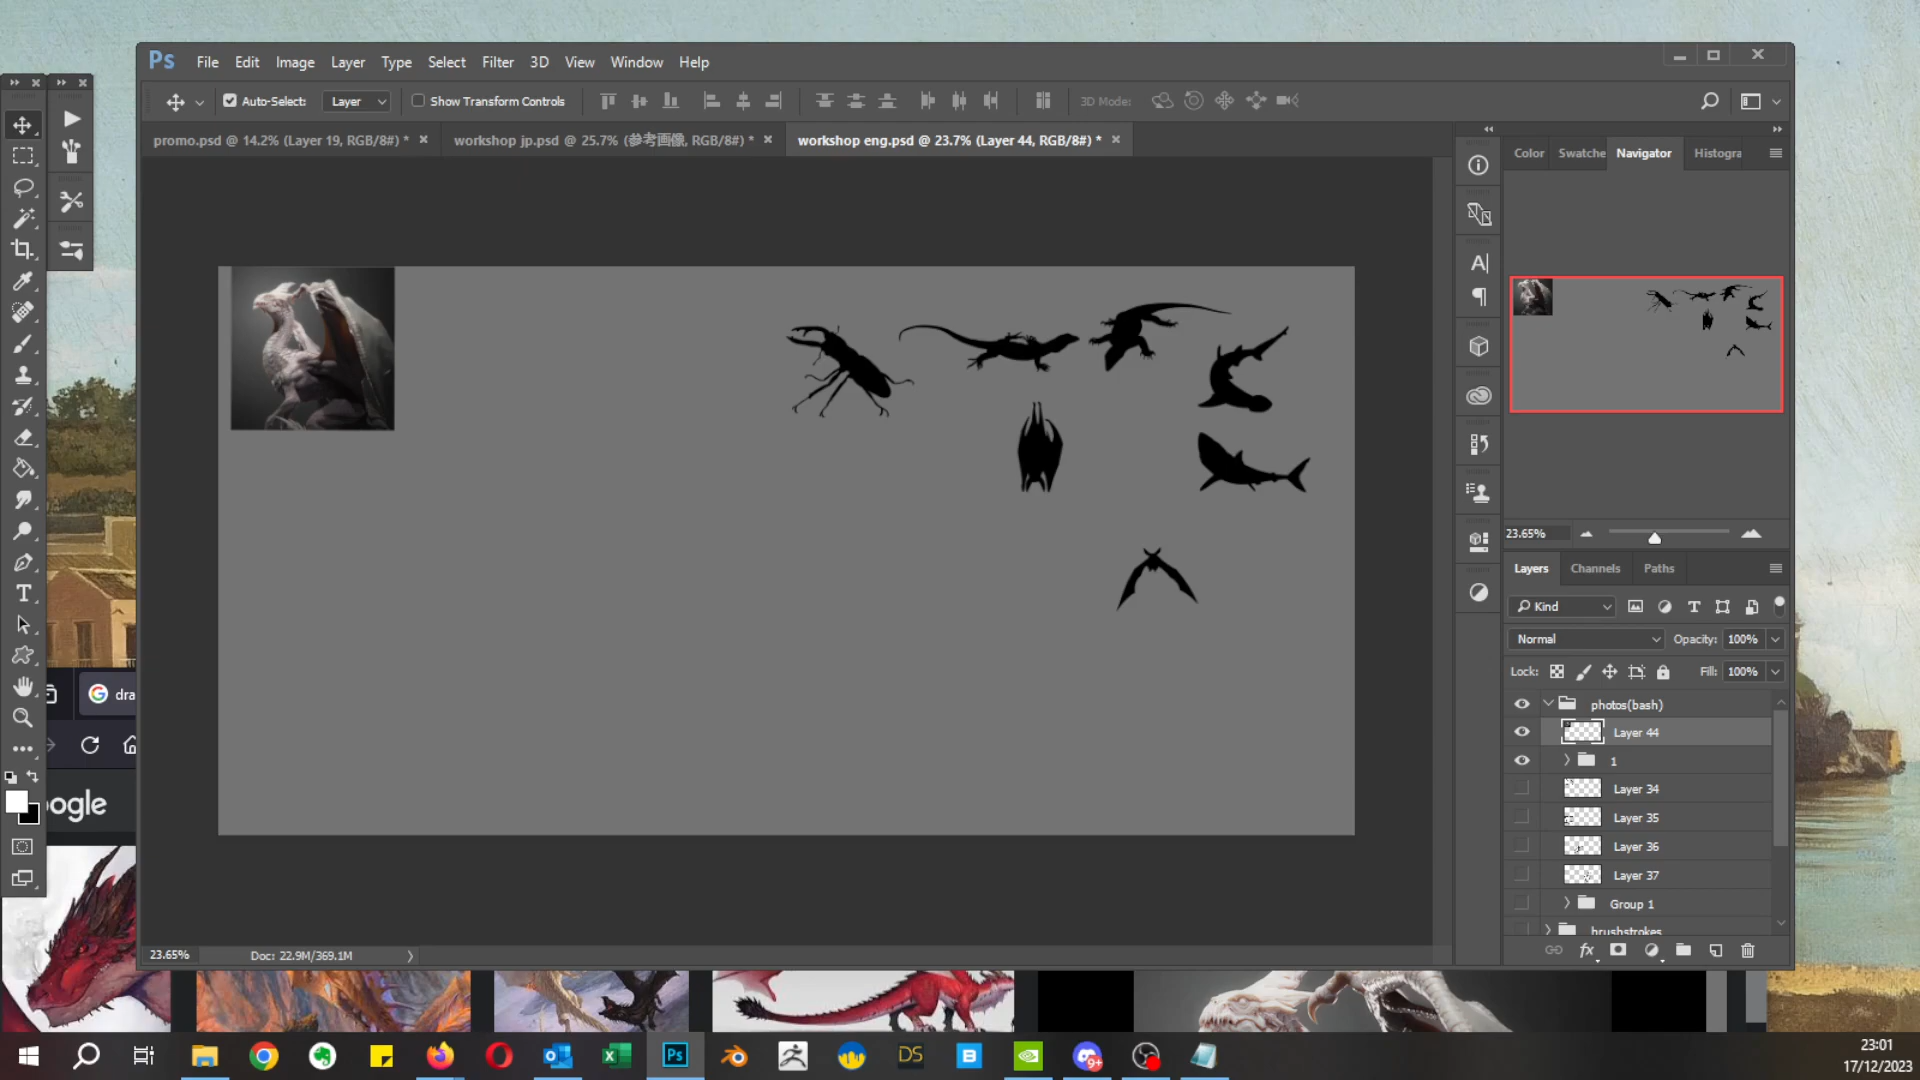 Ps File Edit Image Layer Type Select Filter 3D View Window Help
Auto-Select: Layer Show Transform Controls 3D Mode:
promo.psd @ 14.2% (Layer 19, RGB/8#) * workshop jp.psd @ 25.7% (参考画像, RGB/8#) * workshop eng.psd @ 23.7% (Layer 44, RGB/8#) *
Color Swatche Navigator Histogra
23.65%
Layers Channels Paths
Kind
Normal Opacity: 100%
Lock: Fill: 100%
photos(bash)
Layer 44
1
Layer 34
Layer 35
Layer 36
Layer 37
Group 1
brushstrokes
dra
oogle
23.65% Doc: 22.9M/369.1M
Ps DS B 9+
23:01
17/12/2023